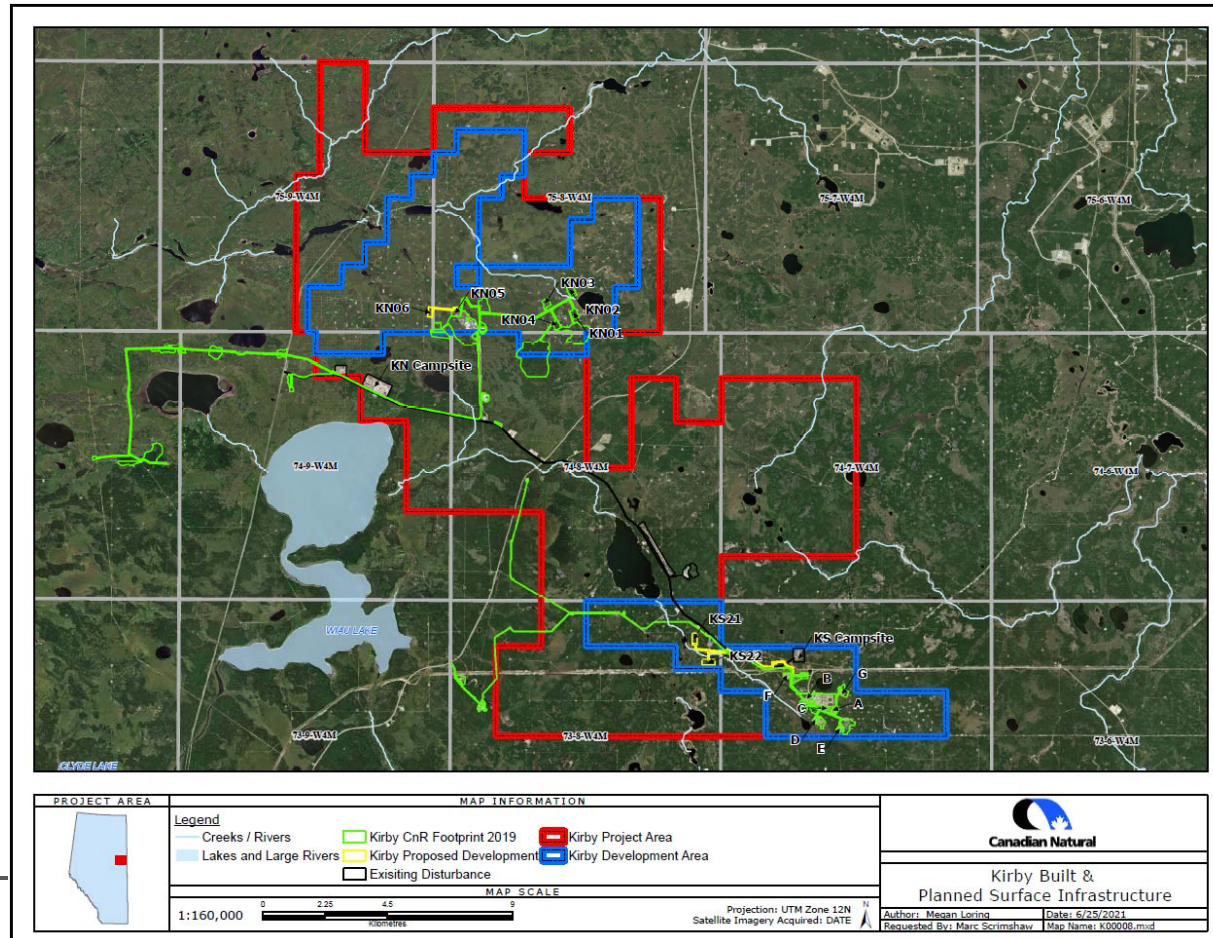 75-9-W4M
75-8-W4M
75-7-W4M
75-6-W4M
KN03
KN05
KN06
KN02
KN04
KN01
KN Campsite
74-9-W4M
74-8-W4M
74-7-W4M
74-6-W4M
KS21
WIAU LAKE
KS Campsite
KS22
B
G
F
C
A
D
E
73-9-W4M
73-8-W4M
73-6-W4M
CLYDE LAKE
PROJECT AREA
MAP INFORMATION
Legend
Creeks / Rivers
Kirby CnR Footprint 2019
Kirby Project Area
Lakes and Large Rivers
Kirby Proposed Development
Kirby Development Area
Exisiting Disturbance
MAP SCALE
1:160,000
0 2.25 4.5 9
Kilometres
Projection: UTM Zone 12N
Satellite Imagery Acquired: DATE
N
Canadian Natural
Kirby Built &
Planned Surface Infrastructure
Author: Megan Loring
Date: 6/25/2021
Requested By: Marc Scrimshaw
Map Name: K00008.mxd